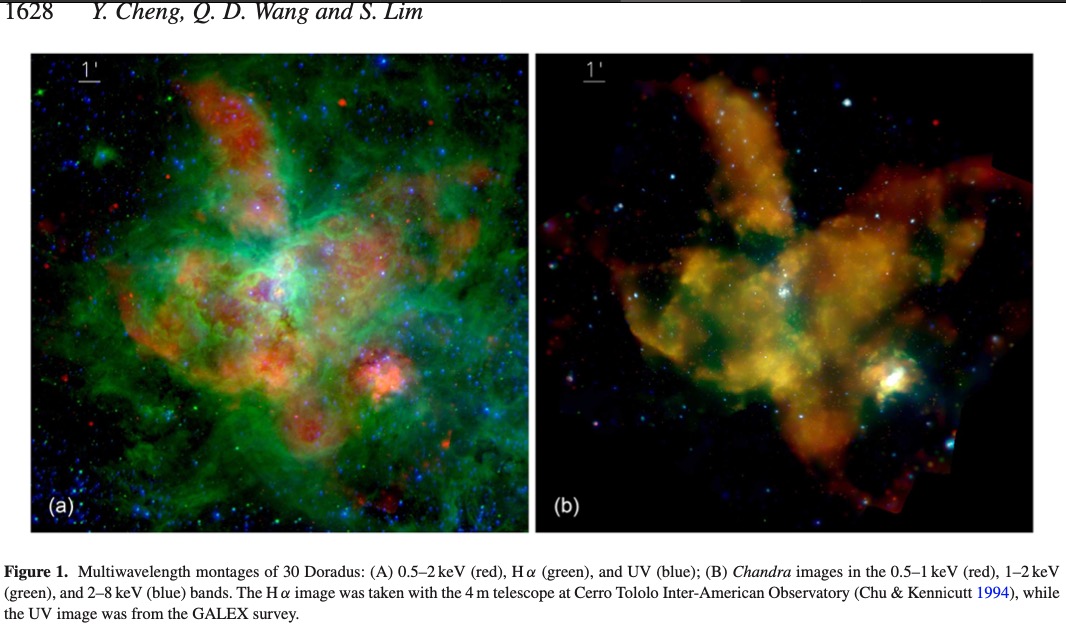 1628 Y. Cheng, Q. D. Wang and S. Lim
1'
1'
(a)
(b)
Figure 1. Multiwavelength montages of 30 Doradus: (A) 0.5–2 keV (red), H α (green), and UV (blue); (B) Chandra images in the 0.5–1 keV (red), 1–2 keV
(green), and 2–8 keV (blue) bands. The H α image was taken with the 4 m telescope at Cerro Tololo Inter-American Observatory (Chu & Kennicutt 1994), while
the UV image was from the GALEX survey.